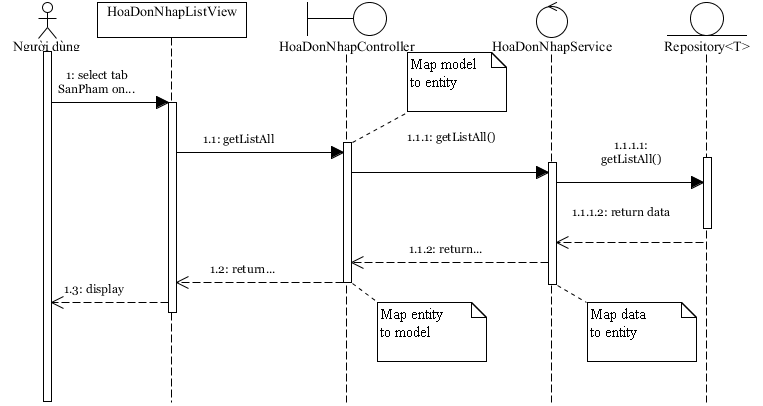 HoaDonNhapListView
Người dùng
HoaDonNhapController
HoaDonNhapService
Repository<T>
Map model
to entity
1: select tab
SanPham on...
1.1: getListAll
1.1.1: getListAll()
1.1.1.1:
getListAll()
1.1.1.2: return data
1.1.2: return...
1.2: return...
1.3: display
Map entity
to model
Map data
to entity